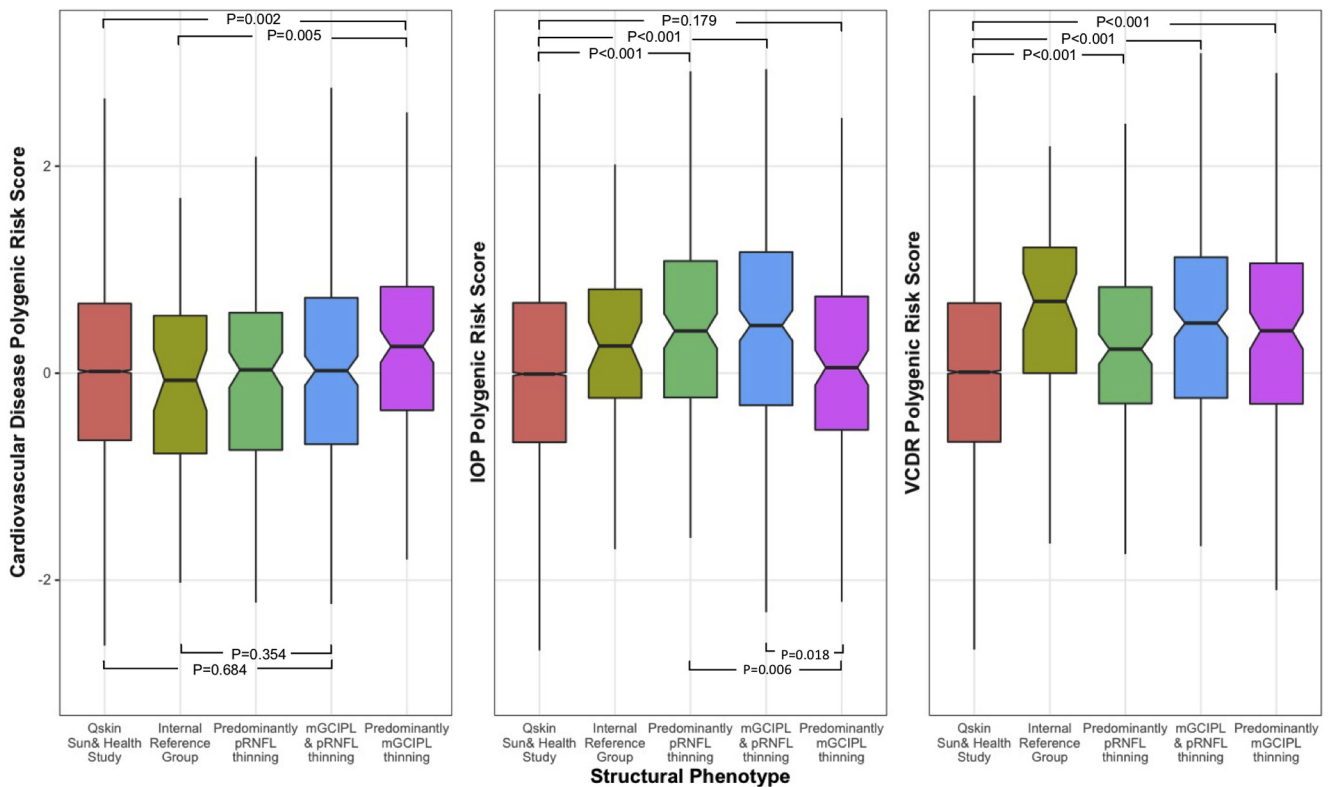 Cardiovascular Disease Polygenic Risk Score
2
0
-2
P=0.002
P=0.005
P=0.354
P=0.684
Qskin
Sun& Health
Study
Internal
Reference
Group
Predominantly
pRNFL
thinning
mGCIPL
& pRNFL
thinning
Predominantly
mGCIPL
thinning
IOP Polygenic Risk Score
P=0.179
P<0.001
P<0.001
P=0.018
P=0.006
Qskin
Sun& Health
Study
Internal
Reference
Group
Predominantly
pRNFL
thinning
mGCIPL
& pRNFL
thinning
Predominantly
mGCIPL
thinning
VCDR Polygenic Risk Score
P<0.001
P<0.001
P<0.001
Qskin
Sun& Health
Study
Internal
Reference
Group
Predominantly
pRNFL
thinning
mGCIPL
& pRNFL
thinning
Predominantly
mGCIPL
thinning
Structural Phenotype